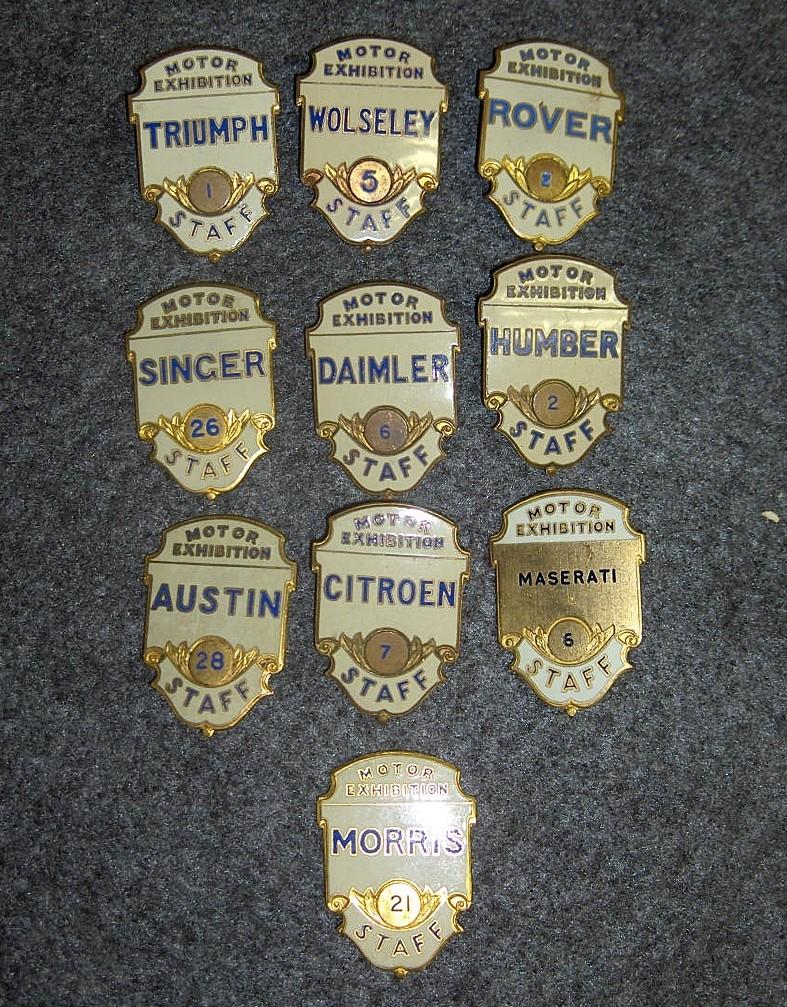 MOTOR
EXHIBITION
TRIUMPH
1
STAFF
MOTOR
EXHIBITION
WOLSELEY
5
STAFF
MOTOR
EXHIBITION
ROVER
2
STAFF
MOTOR
EXHIBITION
SINGER
26
STAFF
MOTOR
EXHIBITION
DAIMLER
6
STAFF
MOTOR
EXHIBITION
HUMBER
2
STAFF
MOTOR
EXHIBITION
AUSTIN
28
STAFF
MOTOR
EXHIBITION
CITROEN
7
STAFF
MOTOR
EXHIBITION
MASERATI
6
STAFF
MOTOR
EXHIBITION
MORRIS
21
STAFF